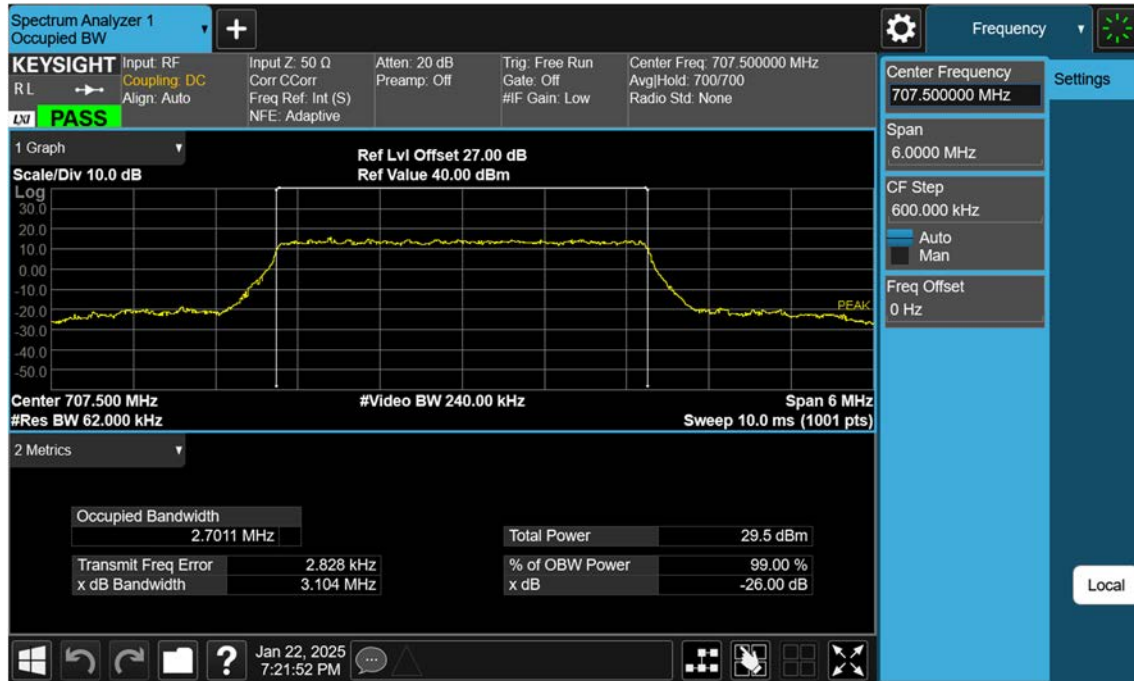 Spectrum Analyzer 1
Occupied BW
+
Frequency
KEYSIGHT
RL
LXI PASS
Input: RF
Coupling: DC
Align: Auto
Input Z: 50 Ω
Corr CCorr
Freq Ref: Int (S)
NFE: Adaptive
Atten: 20 dB
Preamp: Off
Trig: Free Run
Gate: Off
#IF Gain: Low
Center Freq: 707.500000 MHz
Avg|Hold: 700/700
Radio Std: None
1 Graph
Scale/Div 10.0 dB
Ref Lvl Offset 27.00 dB
Ref Value 40.00 dBm
Log
30.0
20.0
10.0
0.00
-10.0
-20.0
-30.0
-40.0
-50.0
PEAK
Center 707.500 MHz
#Video BW 240.00 kHz
Span 6 MHz
#Res BW 62.000 kHz
Sweep 10.0 ms (1001 pts)
2 Metrics
Occupied Bandwidth
2.7011 MHz
Total Power 29.5 dBm
Transmit Freq Error 2.828 kHz
% of OBW Power 99.00 %
x dB Bandwidth 3.104 MHz
x dB -26.00 dB
Center Frequency
707.500000 MHz
Settings
Span
6.0000 MHz
CF Step
600.000 kHz
Auto
Man
Freq Offset
0 Hz
Local
?
Jan 22, 2025
7:21:52 PM